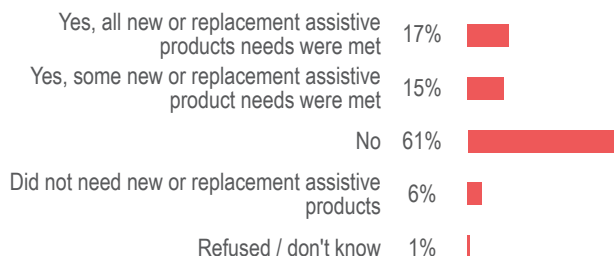 Yes, all new or replacement assistive
products needs were met 17%
Yes, some new or replacement assistive
product needs were met 15%
No 61%
Did not need new or replacement assistive
products 6%
Refused / don't know 1%